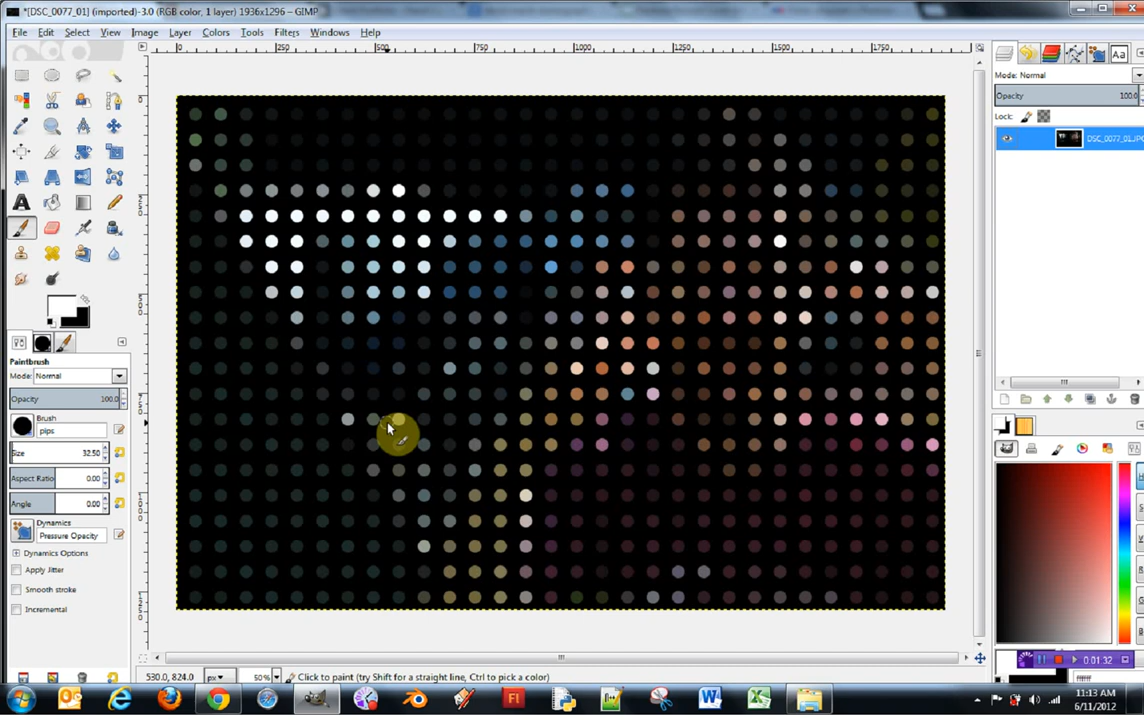 *[DSC_0077_01] (imported)-3.0 (RGB color, 1 layer) 1936x1296 – GIMP
File Edit Select View Image Layer Colors Tools Filters Windows Help
0 250 500 750 1000 1250 1500 1750
Mode: Normal
Opacity 100.0
Lock:
DSC_0077_01.JPG
Paintbrush
Mode: Normal
Opacity 100.0
Brush
pips
Size 32.50
Aspect Ratio 0.00
Angle 0.00
Dynamics
Pressure Opacity
Dynamics Options
Apply Jitter
Smooth stroke
Incremental
530.0, 824.0 px 50% Click to paint (try Shift for a straight line, Ctrl to pick a color)
0:01:32
ffffff
11:13 AM
6/11/2012